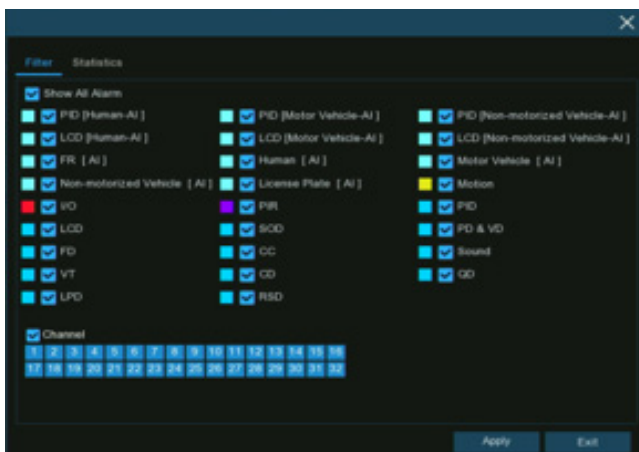 Filter Statistics
Show All Alarm
PID [Human-AI] PID [Motor Vehicle-AI] PID [Non-motorized Vehicle-AI]
LCD [Human-AI] LCD [Motor Vehicle-AI] LCD [Non-motorized Vehicle-AI]
FR [ AI ] Human [ AI ] Motor Vehicle [ AI ]
Non-motorized Vehicle [ AI ] License Plate [ AI ] Motion
I/O PIR PID
LCD SOD PD & VD
FD CC Sound
VT CD QD
LPD RSD
Channel
1 2 3 4 5 6 7 8 9 10 11 12 13 14 15 16
17 18 19 20 21 22 23 24 25 26 27 28 29 30 31 32
Apply Exit